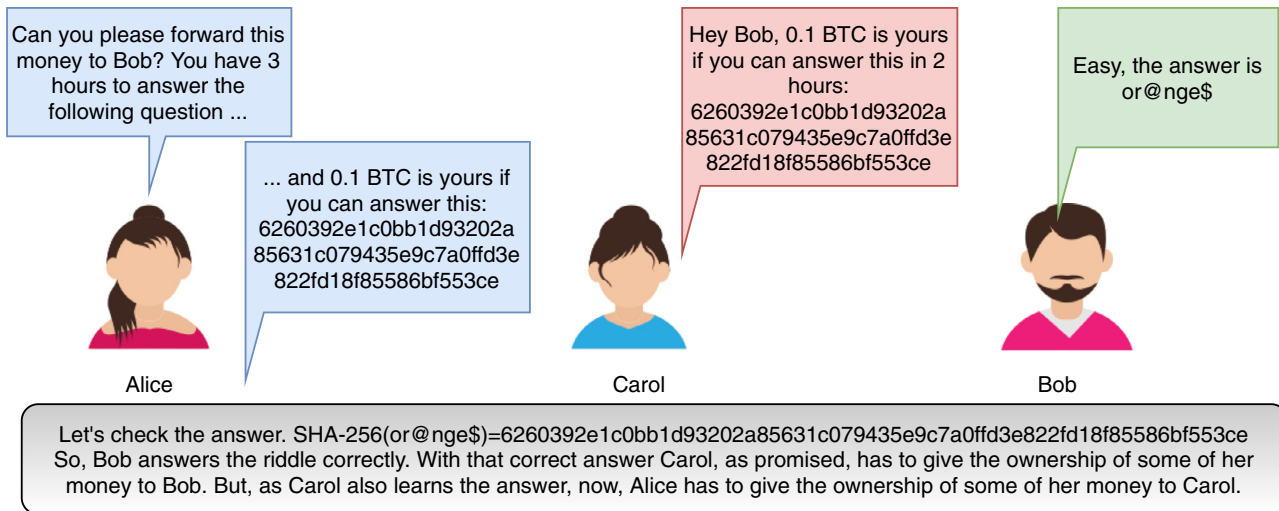 Can you please forward this
money to Bob? You have 3
hours to answer the
following question ...
... and 0.1 BTC is yours if
you can answer this:
6260392e1c0bb1d93202a
85631c079435e9c7a0ffd3e
822fd18f85586bf553ce
Hey Bob, 0.1 BTC is yours
if you can answer this in 2
hours:
6260392e1c0bb1d93202a
85631c079435e9c7a0ffd3e
822fd18f85586bf553ce
Easy, the answer is
or@nge$
Alice
Carol
Bob
Let's check the answer. SHA-256(or@nge$)=6260392e1c0bb1d93202a85631c079435e9c7a0ffd3e822fd18f85586bf553ce
So, Bob answers the riddle correctly. With that correct answer Carol, as promised, has to give the ownership of some of her
money to Bob. But, as Carol also learns the answer, now, Alice has to give the ownership of some of her money to Carol.